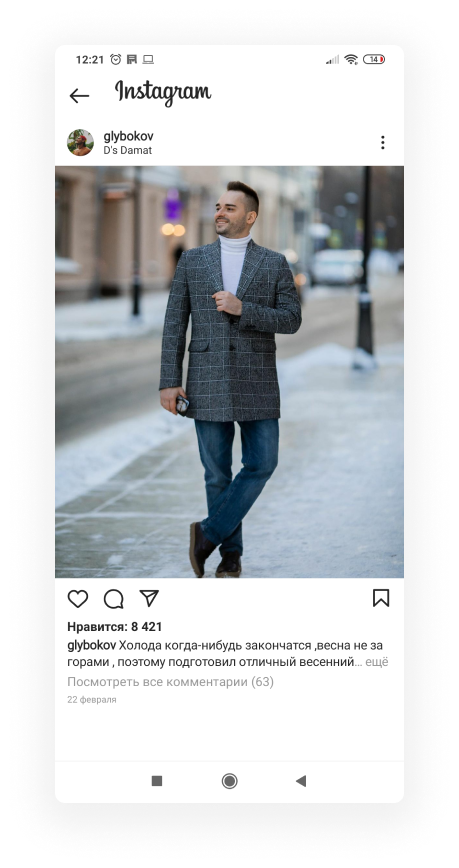 12:21
14
Instagram
glybokov
D's Damat
Нравится: 8 421
glybokov Холода когда-нибудь закончатся ,весна не за
горами , поэтому подготовил отличный весенний... ещё
Посмотреть все комментарии (63)
22 февраля